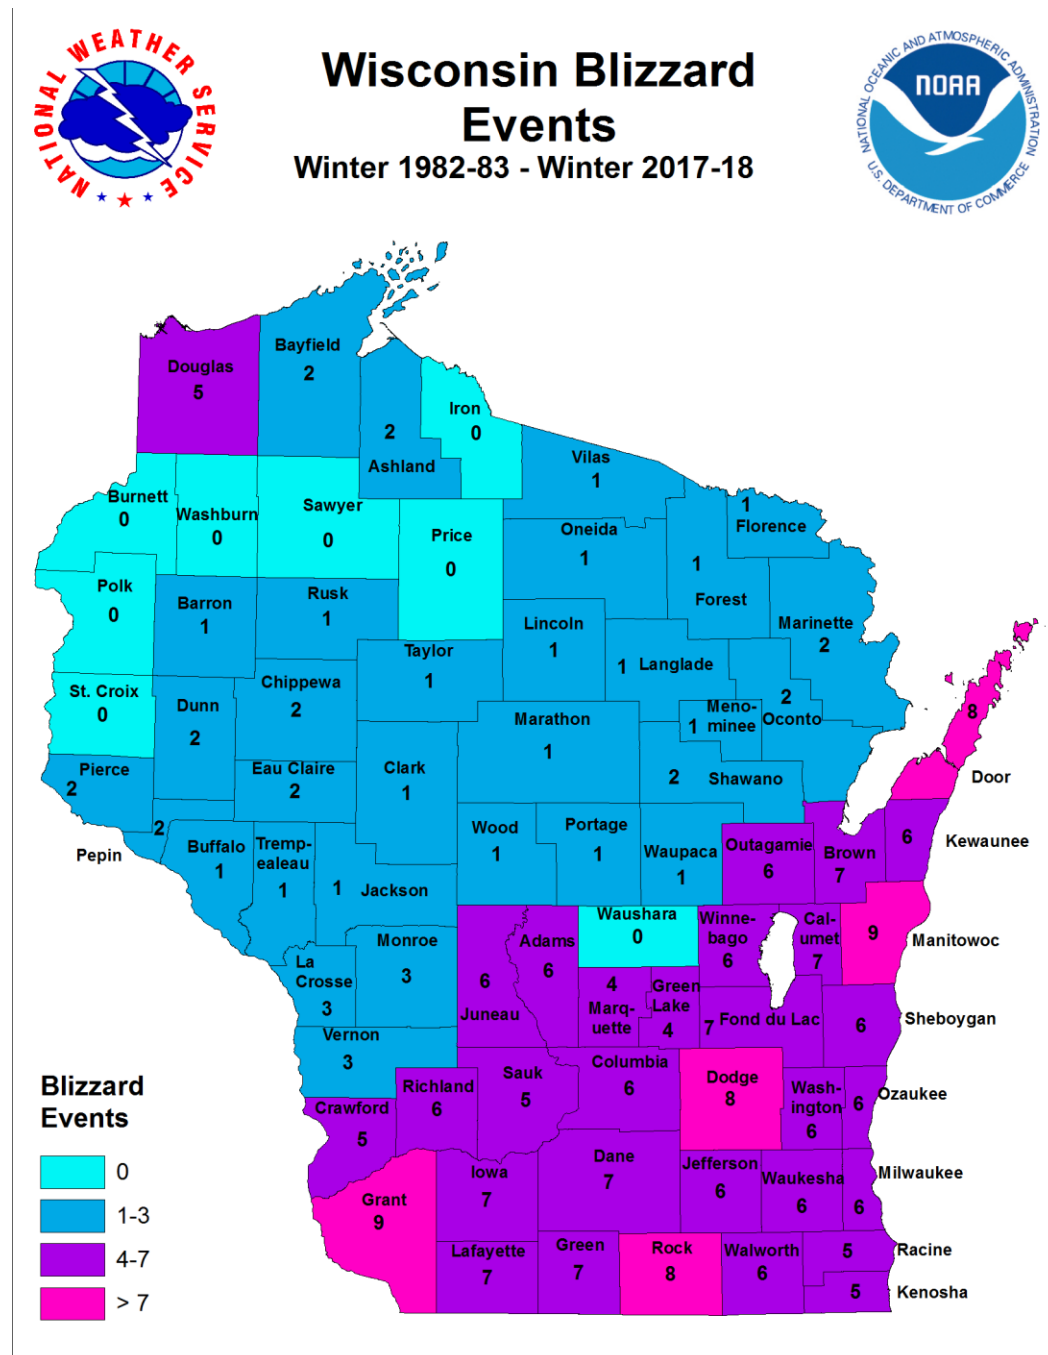 NATIONAL WEATHER SERVICE
Wisconsin Blizzard
Events
Winter 1982-83 - Winter 2017-18
NATIONAL OCEANIC AND ATMOSPHERIC ADMINISTRATION
NOAA
U.S. DEPARTMENT OF COMMERCE
Douglas
5
Bayfield
2
2
Ashland
Iron
0
Vilas
1
Burnett
0
Washburn
0
Sawyer
0
Price
0
Oneida
1
1
Florence
1
Forest
Polk
0
Barron
1
Rusk
1
Taylor
1
Lincoln
1
1 Langlade
Marinette
2
St. Croix
0
Dunn
2
Chippewa
2
Marathon
1
Meno-
1 minee
2
Oconto
8
Door
Pierce
2
Eau Claire
2
Clark
1
2 Shawano
2
Pepin
Buffalo
1
Tremp-
ealeau
1
1
Jackson
Wood
1
Portage
1
Waupaca
1
Outagamie
6
Brown
7
6
Kewaunee
Waushara
0
Winne-
bago
6
Cal-
umet
7
9
Manitowoc
La
Crosse
3
Monroe
3
6
Juneau
Adams
6
4
Marq-
uette
Green
Lake
4
7 Fond du Lac
6
Sheboygan
Vernon
3
Richland
6
Sauk
5
Columbia
6
Dodge
8
Wash-
ington
6
6
Ozaukee
Crawford
5
Grant
9
Iowa
7
Dane
7
Jefferson
6
Waukesha
6
6
Milwaukee
Lafayette
7
Green
7
Rock
8
Walworth
6
5
Racine
5
Kenosha
Blizzard
Events
0
1-3
4-7
> 7